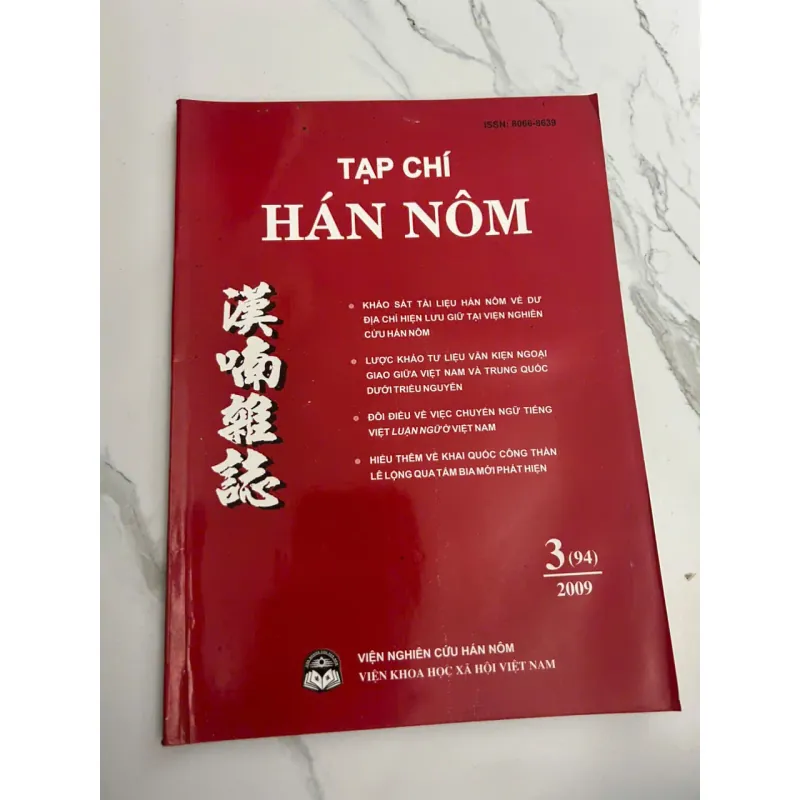 ISSN: 8066-8639
TẠP CHÍ
HÁN NÔM
漢喃雜誌
• KHẢO SÁT TÀI LIỆU HÁN NÔM VỀ DƯ
ĐỊA CHÍ HIỆN LƯU GIỮ TẠI VIỆN NGHIÊN
CỨU HÁN NÔM
• LƯỢC KHẢO TƯ LIỆU VĂN KIỆN NGOẠI
GIAO GIỮA VIỆT NAM VÀ TRUNG QUỐC
DƯỚI TRIỀU NGUYỄN
• ĐÔI ĐIỀU VỀ VIỆC CHUYỂN NGỮ TIẾNG
VIỆT LUẬN NGỮ Ở VIỆT NAM
• HIỂU THÊM VỀ KHAI QUỐC CÔNG THẦN
LÊ LỘNG QUA TẤM BIA MỚI PHÁT HIỆN
3 (94)
2009
VIỆN NGHIÊN CỨU HÁN NÔM
VIỆN KHOA HỌC XÃ HỘI VIỆT NAM